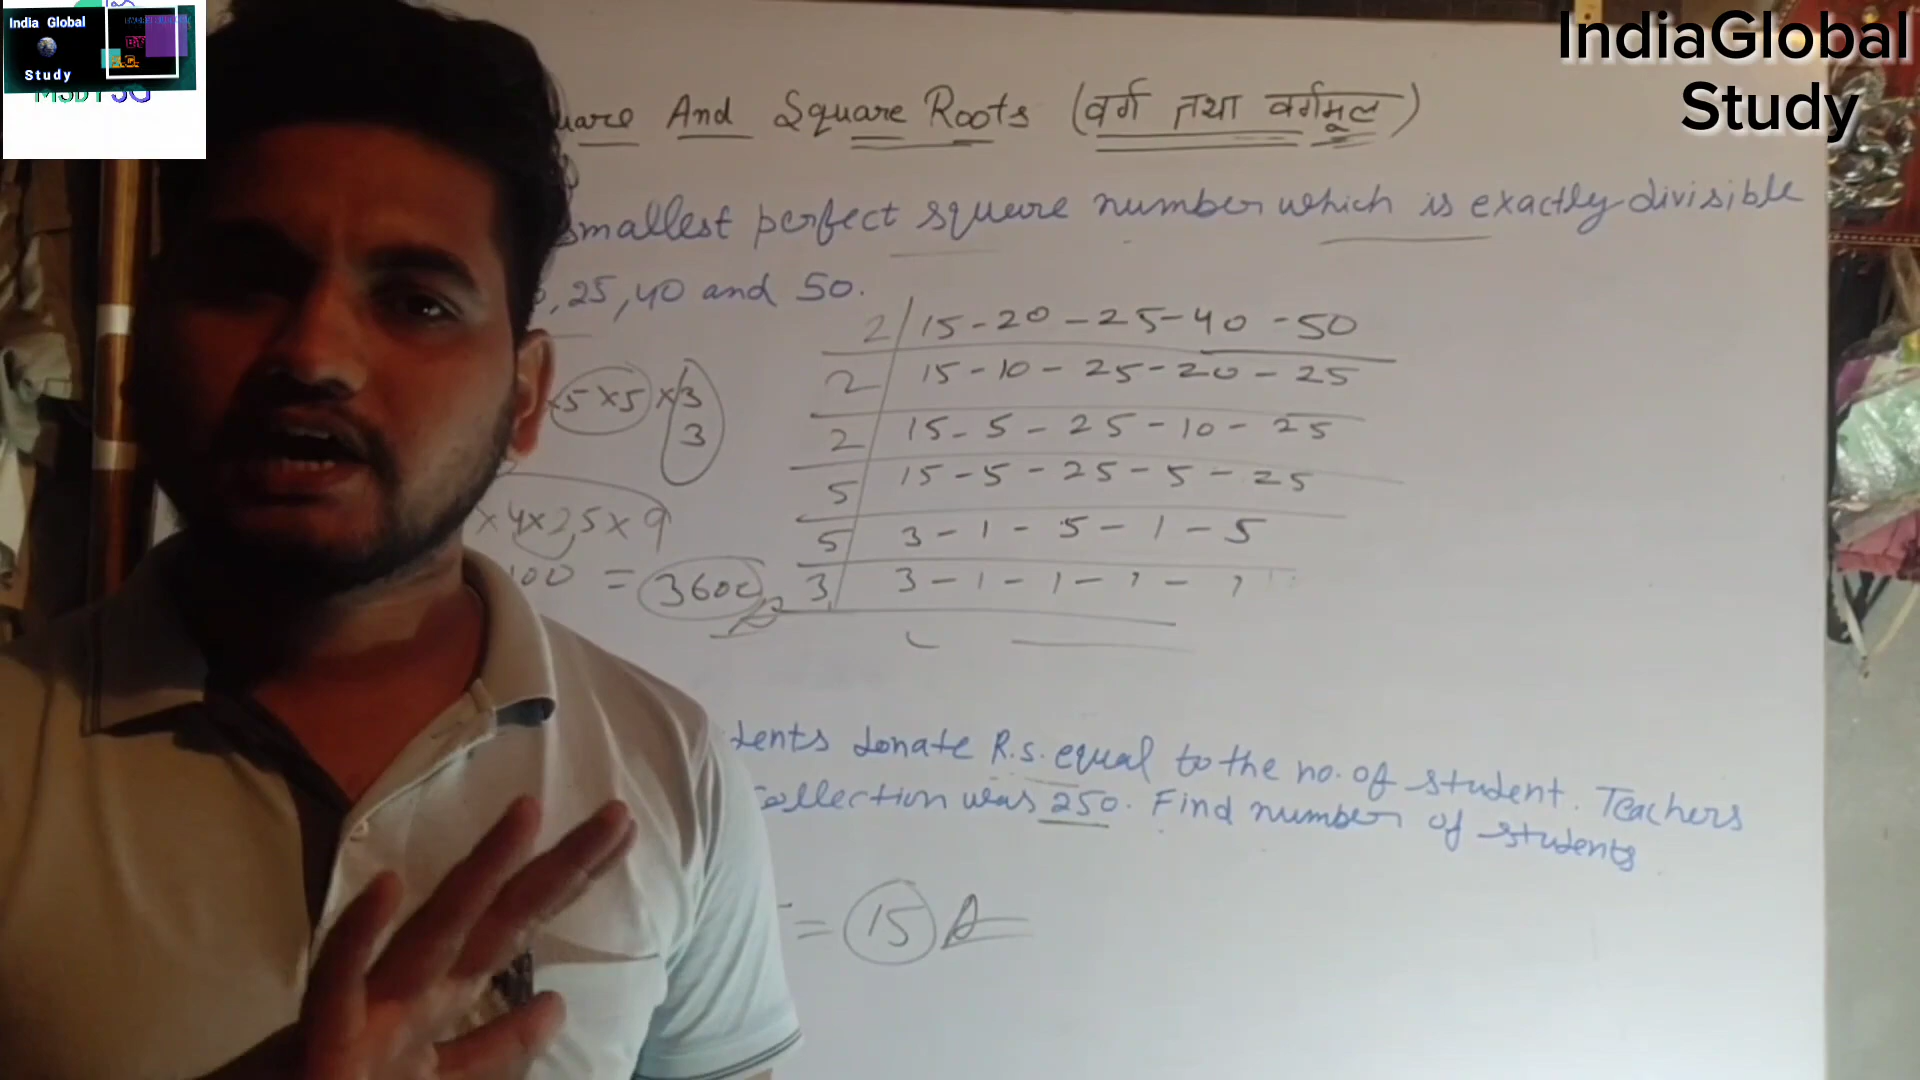 India Global
Study
IndiaGlobal
Study
And Square Roots (वर्ग तथा वर्गमूल)
smallest perfect square number which is exactly divisible
, 25, 40 and 50.
2 15-20-25-40-50
2 15-10-25-20-25
2 15-5-25-10-25
5 15-5-25-5-25
5 3-1-5-1-5
3 3-1-1-1-1
×5×5×3
3
×4×25×9
100 = 3600
donate R.s. equal to the no. of student. Teachers
collection was 250. Find number of students
= 15 A